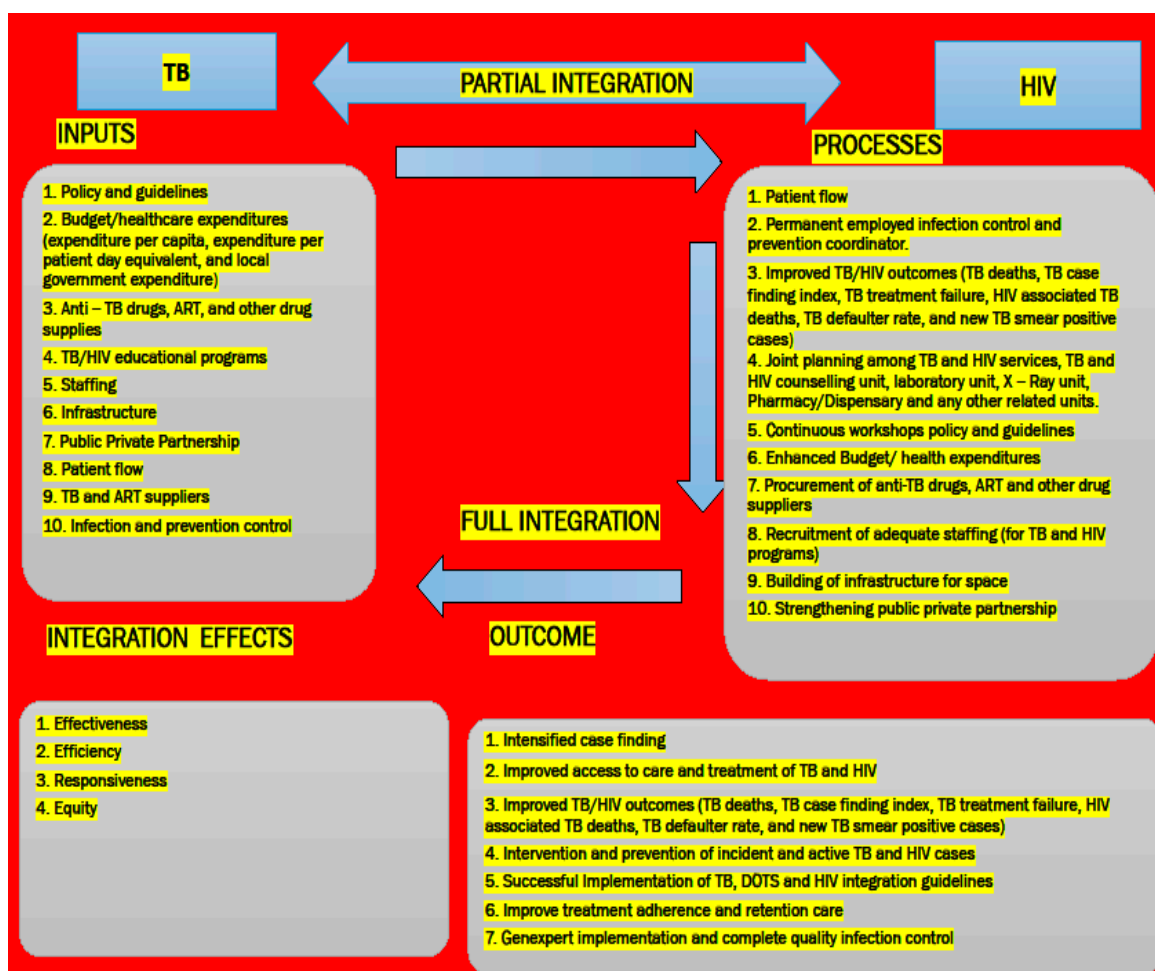 TB
PARTIAL INTEGRATION
HIV
INPUTS
1. Policy and guidelines
2. Budget/healthcare expenditures
(expenditure per capita, expenditure per
patient day equivalent, and local
government expenditure)
3. Anti – TB drugs, ART, and other drug
supplies
4. TB/HIV educational programs
5. Staffing
6. Infrastructure
7. Public Private Partnership
8. Patient flow
9. TB and ART suppliers
10. Infection and prevention control
PROCESSES
1. Patient flow
2. Permanent employed infection control and
prevention coordinator.
3. Improved TB/HIV outcomes (TB deaths, TB case
finding index, TB treatment failure, HIV associated TB
deaths, TB defaulter rate, and new TB smear positive
cases)
4. Joint planning among TB and HIV services, TB and
HIV counselling unit, laboratory unit, X – Ray unit,
Pharmacy/Dispensary and any other related units.
5. Continuous workshops policy and guidelines
6. Enhanced Budget/ health expenditures
7. Procurement of anti-TB drugs, ART and other drug
suppliers
8. Recruitment of adequate staffing (for TB and HIV
programs)
9. Building of infrastructure for space
10. Strengthening public private partnership
FULL INTEGRATION
INTEGRATION EFFECTS
1. Effectiveness
2. Efficiency
3. Responsiveness
4. Equity
OUTCOME
1. Intensified case finding
2. Improved access to care and treatment of TB and HIV
3. Improved TB/HIV outcomes (TB deaths, TB case finding index, TB treatment failure, HIV
associated TB deaths, TB defaulter rate, and new TB smear positive cases)
4. Intervention and prevention of incident and active TB and HIV cases
5. Successful Implementation of TB, DOTS and HIV integration guidelines
6. Improve treatment adherence and retention care
7. Genexpert implementation and complete quality infection control